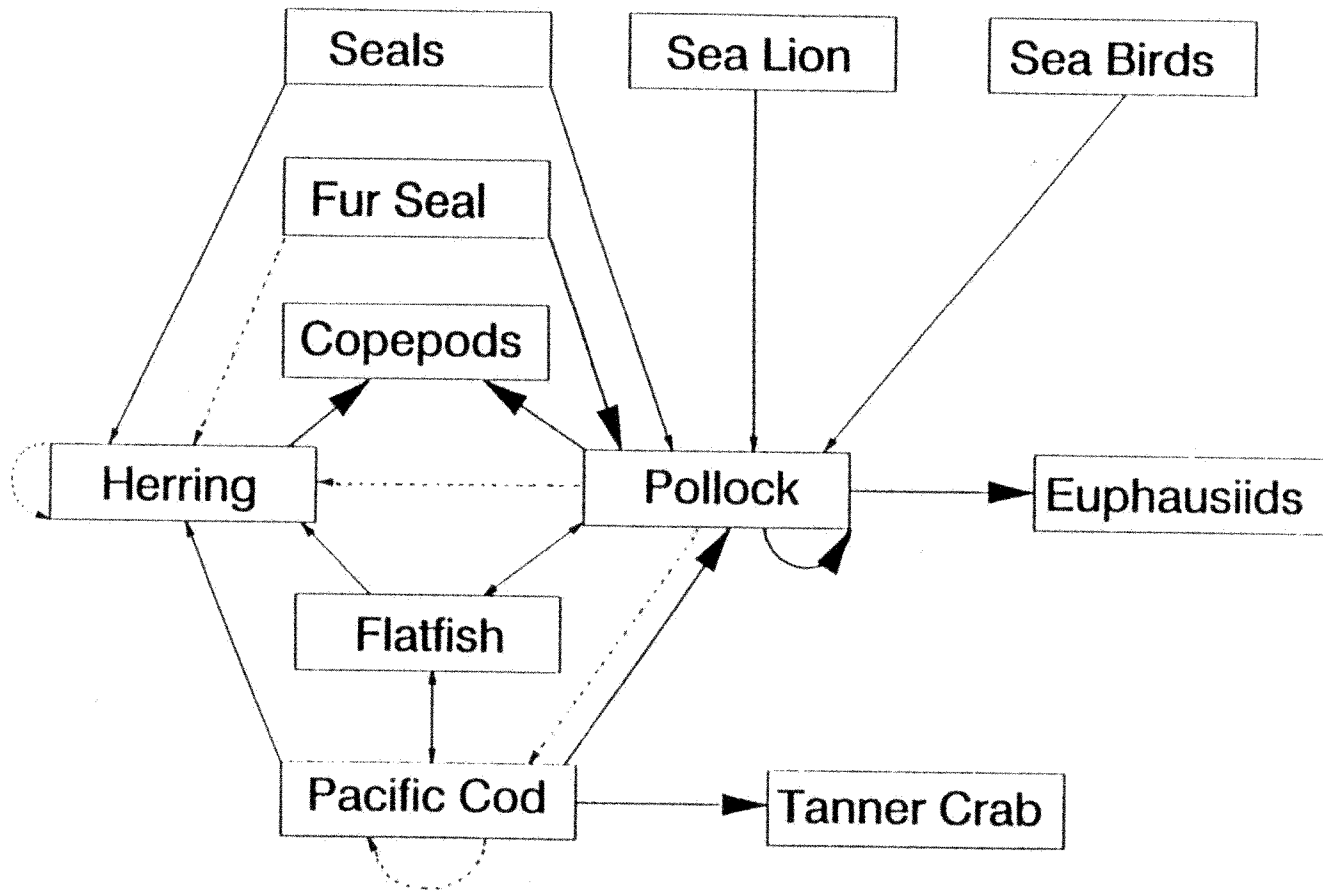 Seals
Sea Lion
Sea Birds
Fur Seal
Copepods
Herring
Pollock
Euphausiids
Flatfish
Pacific Cod
Tanner Crab